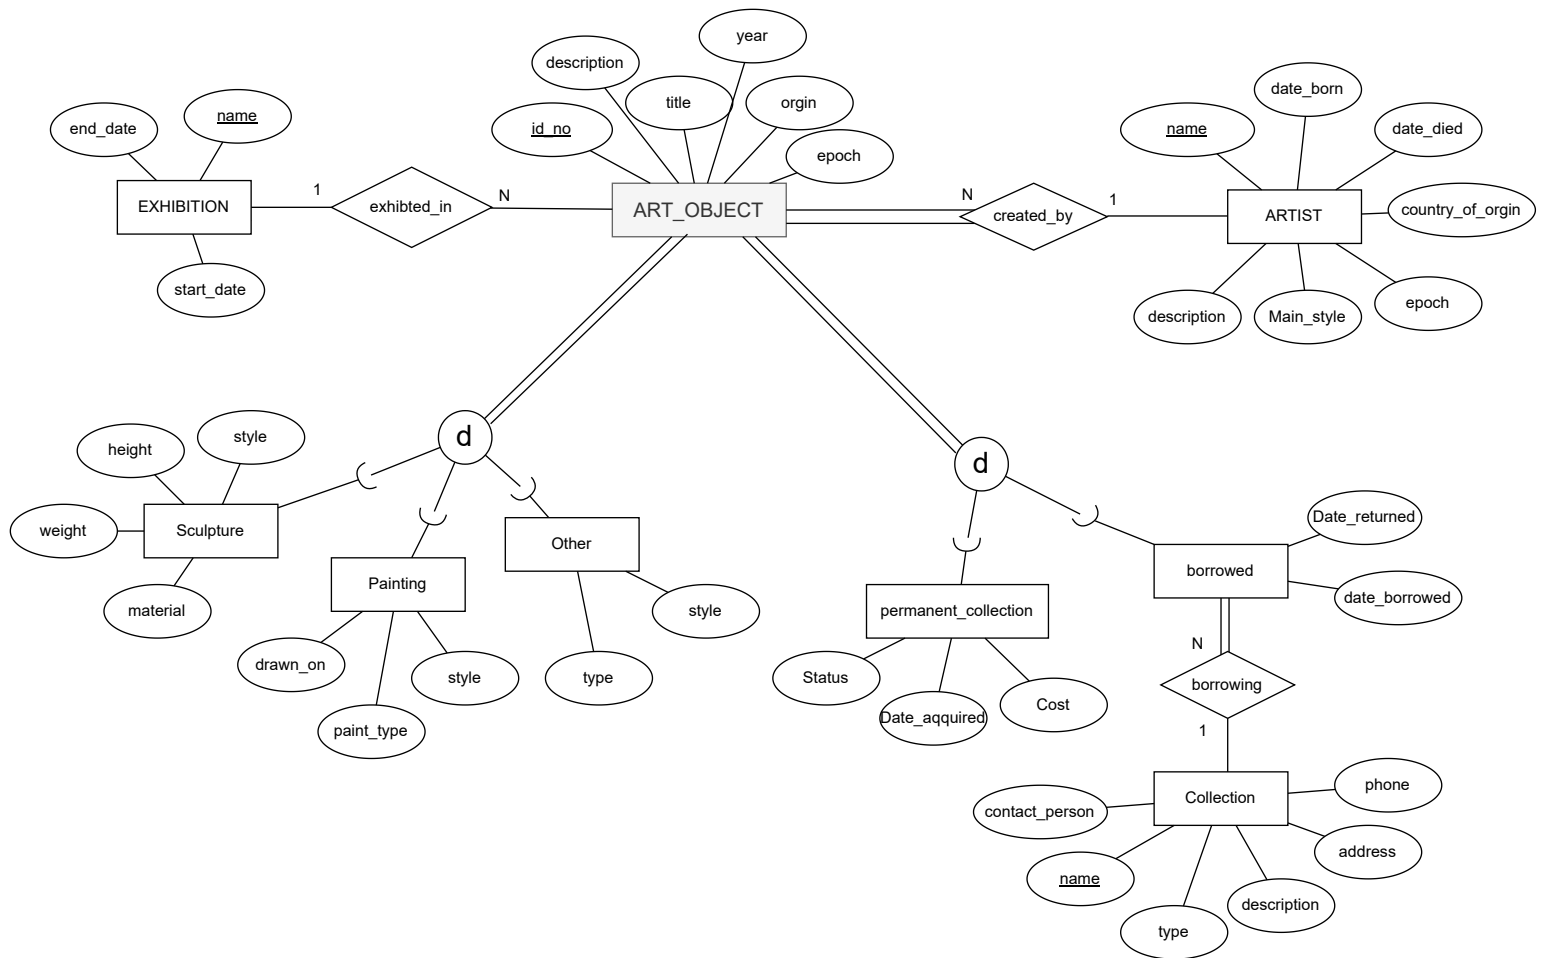 year
description
title
orgin
id_no
epoch
date_born
name
date_died
country_of_orgin
end_date
name
EXHIBITION
1
exhibted_in
N
ART_OBJECT
N
created_by
1
ARTIST
start_date
description
Main_style
epoch
d
d
height
style
weight
Sculpture
material
Painting
Other
drawn_on
paint_type
style
type
style
permanent_collection
Status
Date_aqquired
Cost
borrowed
Date_returned
date_borrowed
N
borrowing
1
Collection
contact_person
phone
name
address
type
description